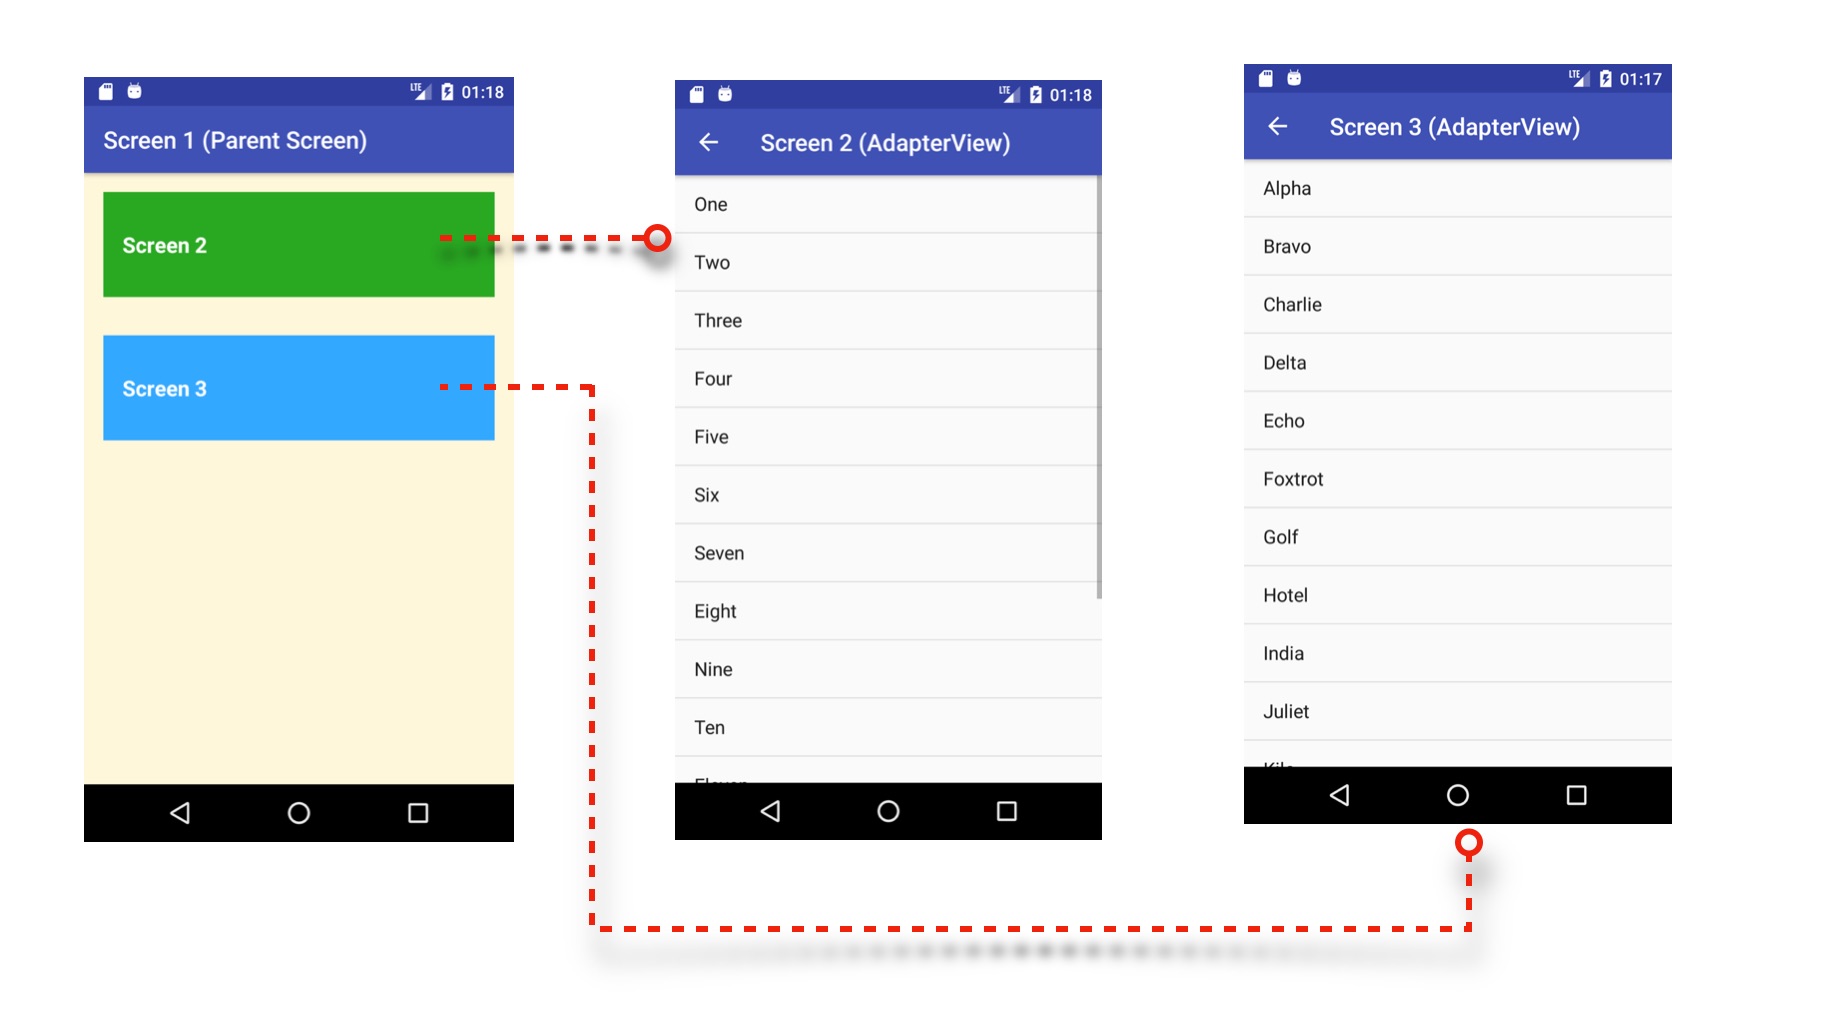 LTE 01:18
Screen 1 (Parent Screen)
Screen 2
Screen 3
LTE 01:18
Screen 2 (AdapterView)
One
Two
Three
Four
Five
Six
Seven
Eight
Nine
Ten
LTE 01:17
Screen 3 (AdapterView)
Alpha
Bravo
Charlie
Delta
Echo
Foxtrot
Golf
Hotel
India
Juliet